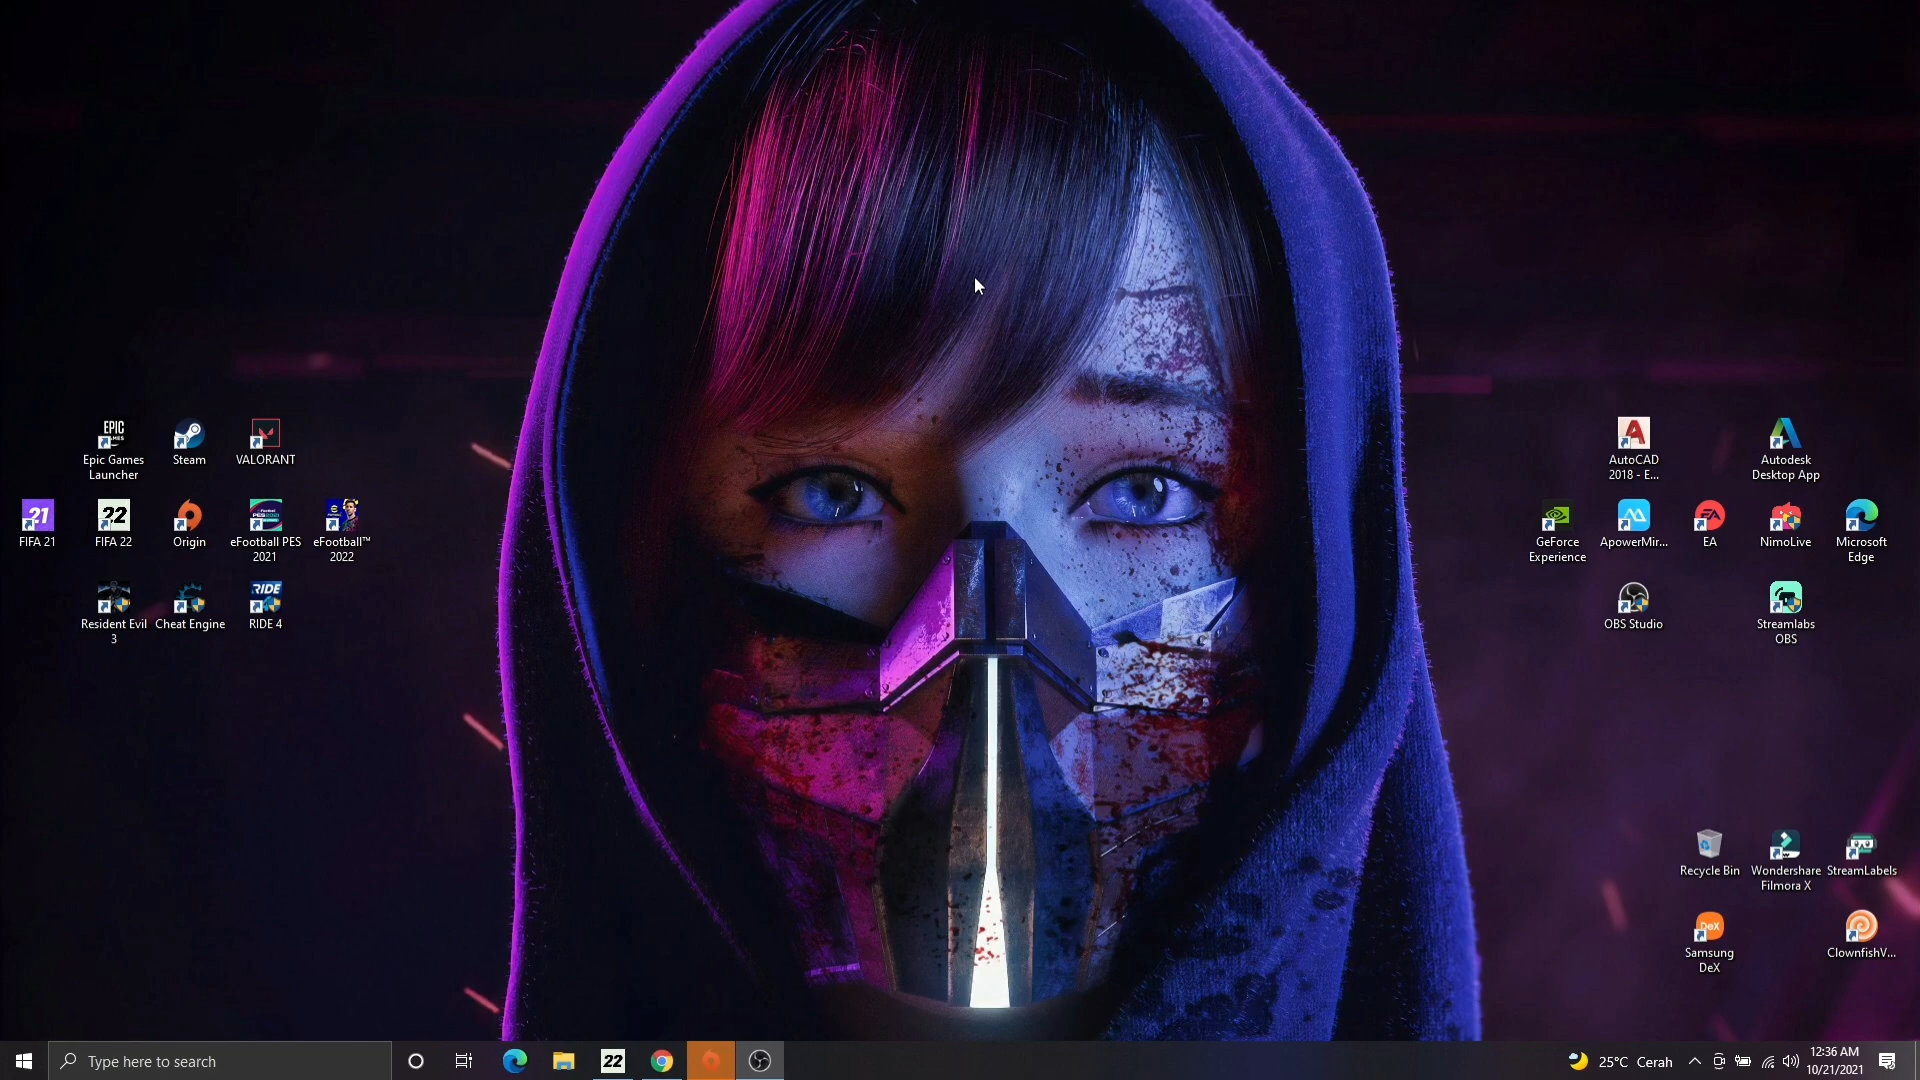 EPIC
GAMES
Epic Games
Launcher
Steam
VALORANT
21
FIFA 21
22
FIFA 22
Origin
eFootball PES
2021
eFootball™
2022
Resident Evil
3
Cheat Engine
RIDE
RIDE 4
AutoCAD
2018 - E...
Autodesk
Desktop App
GeForce
Experience
ApowerMir...
EA
EA
NimoLive
Microsoft
Edge
OBS Studio
Streamlabs
OBS
Recycle Bin
Wondershare
Filmora X
StreamLabels
DeX
Samsung
DeX
ClownfishV...
Type here to search
22
25°C Cerah
12:36 AM
10/21/2021